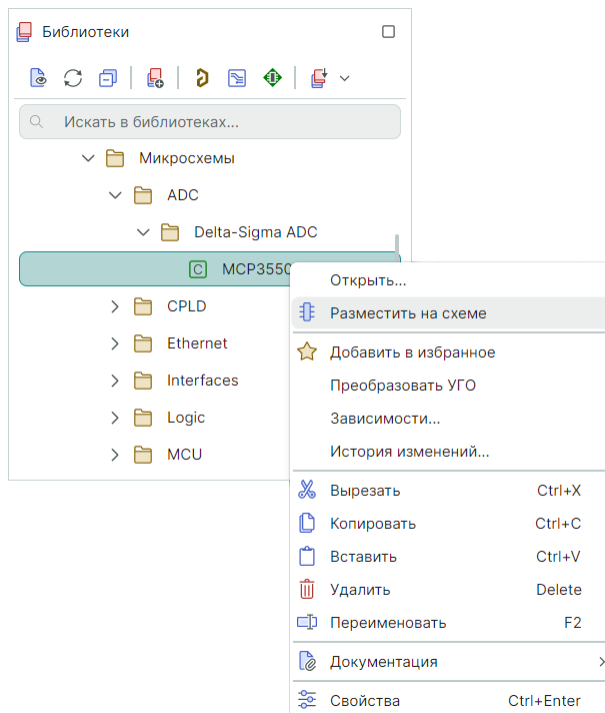 Библиотеки
Искать в библиотеках...
Микросхемы
ADC
Delta-Sigma ADC
MCP3550
CPLD
Ethernet
Interfaces
Logic
MCU
Открыть...
Разместить на схеме
Добавить в избранное
Преобразовать УГО
Зависимости...
История изменений...
Вырезать Ctrl+X
Копировать Ctrl+C
Вставить Ctrl+V
Удалить Delete
Переименовать F2
Документация
Свойства Ctrl+Enter